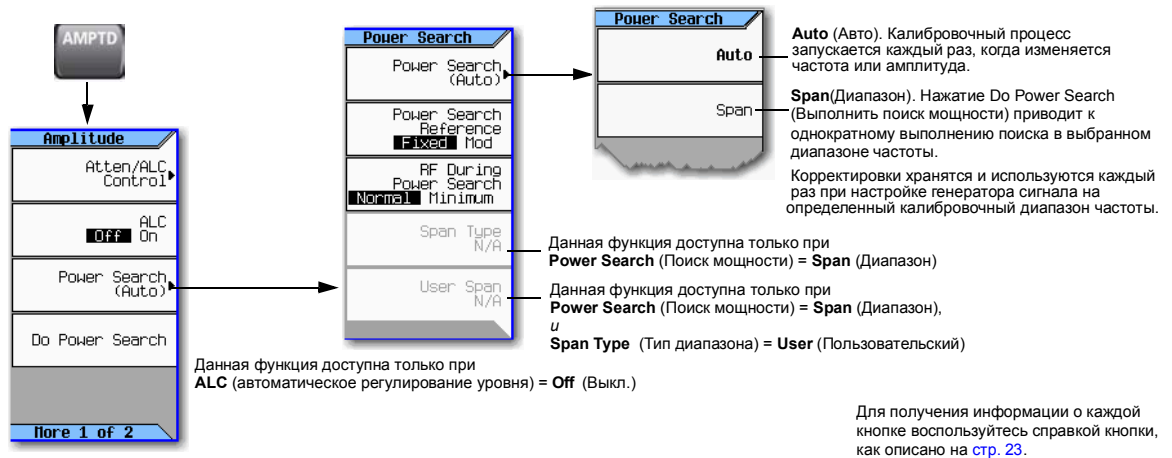 AMPTD
Amplitude
Atten/ALC
Control
ALC
Off On
Power Search
(Auto)
Do Power Search
More 1 of 2
Power Search
Power Search
(Auto)
Power Search
Reference
Fixed Mod
RF During
Power Search
Normal Minimum
Span Type
N/A
User Span
N/A
Power Search
Auto
Span
Auto (Авто). Калибровочный процесс
запускается каждый раз, когда изменяется
частота или амплитуда.
Span(Диапазон). Нажатие Do Power Search
(Выполнить поиск мощности) приводит к
однократному выполнению поиска в выбранном
диапазоне частоты.
Корректировки хранятся и используются каждый
раз при настройке генератора сигнала на
определенный калибровочный диапазон частоты.
Данная функция доступна только при
Power Search (Поиск мощности) = Span (Диапазон)
Данная функция доступна только при
Power Search (Поиск мощности) = Span (Диапазон),
и
Span Type (Тип диапазона) = User (Пользовательский)
Данная функция доступна только при
ALC (автоматическое регулирование уровня) = Off (Выкл.)
Для получения информации о каждой
кнопке воспользуйтесь справкой кнопки,
как описано на стр. 23.